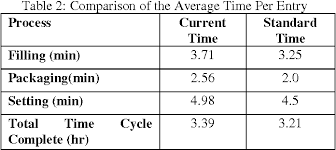 Table 2: Comparison of the Average Time Per Entry
Process Current Standard
Time Time
Filling (min) 3.71 3.25
Packaging(min) 2.56 2.0
Setting (min) 4.98 4.5
Total Time Cycle 3.39 3.21
Complete (hr)